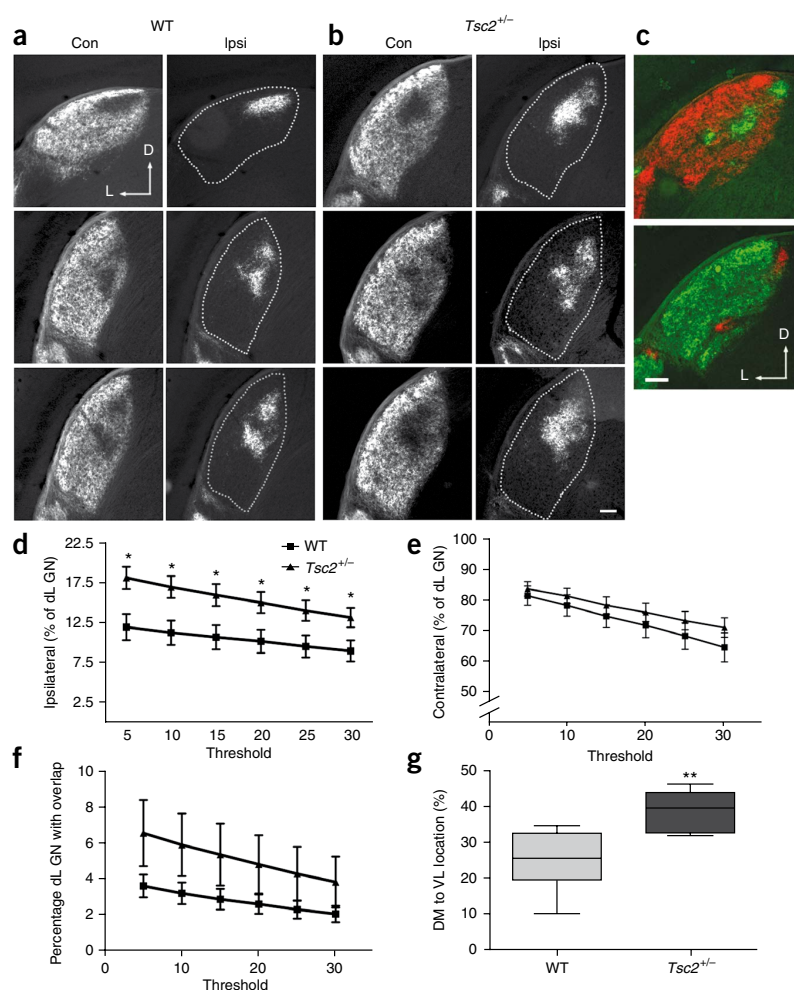 a
WT
b
Tsc2+/–
c
Con
Ipsi
Con
Ipsi
D
L
D
L
d
22.5
17.5
12.5
7.5
2.5
Ipsilateral (% of dL GN)
* * * * * *
WT
Tsc2+/–
5 10 15 20 25 30
Threshold
e
100
90
80
70
60
50
Contralateral (% of dL GN)
0 10 20 30
Threshold
f
10
8
6
4
2
0
Percentage dL GN with overlap
0 10 20 30
Threshold
g
50
40
30
20
10
0
DM to VL location (%)
**
WT
Tsc2+/–